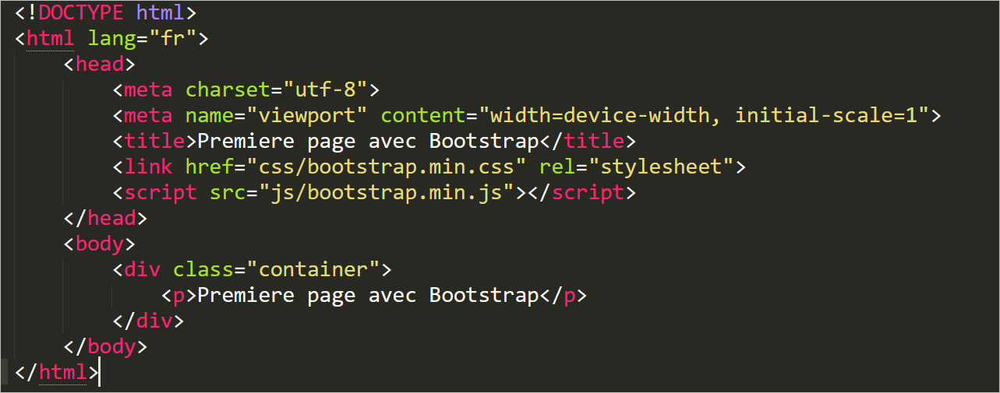 <!DOCTYPE html>
<html lang="fr">
    <head>
        <meta charset="utf-8">
        <meta name="viewport" content="width=device-width, initial-scale=1">
        <title>Premiere page avec Bootstrap</title>
        <link href="css/bootstrap.min.css" rel="stylesheet">
        <script src="js/bootstrap.min.js"></script>
    </head>
    <body>
        <div class="container">
            <p>Premiere page avec Bootstrap</p>
        </div>
    </body>
</html>